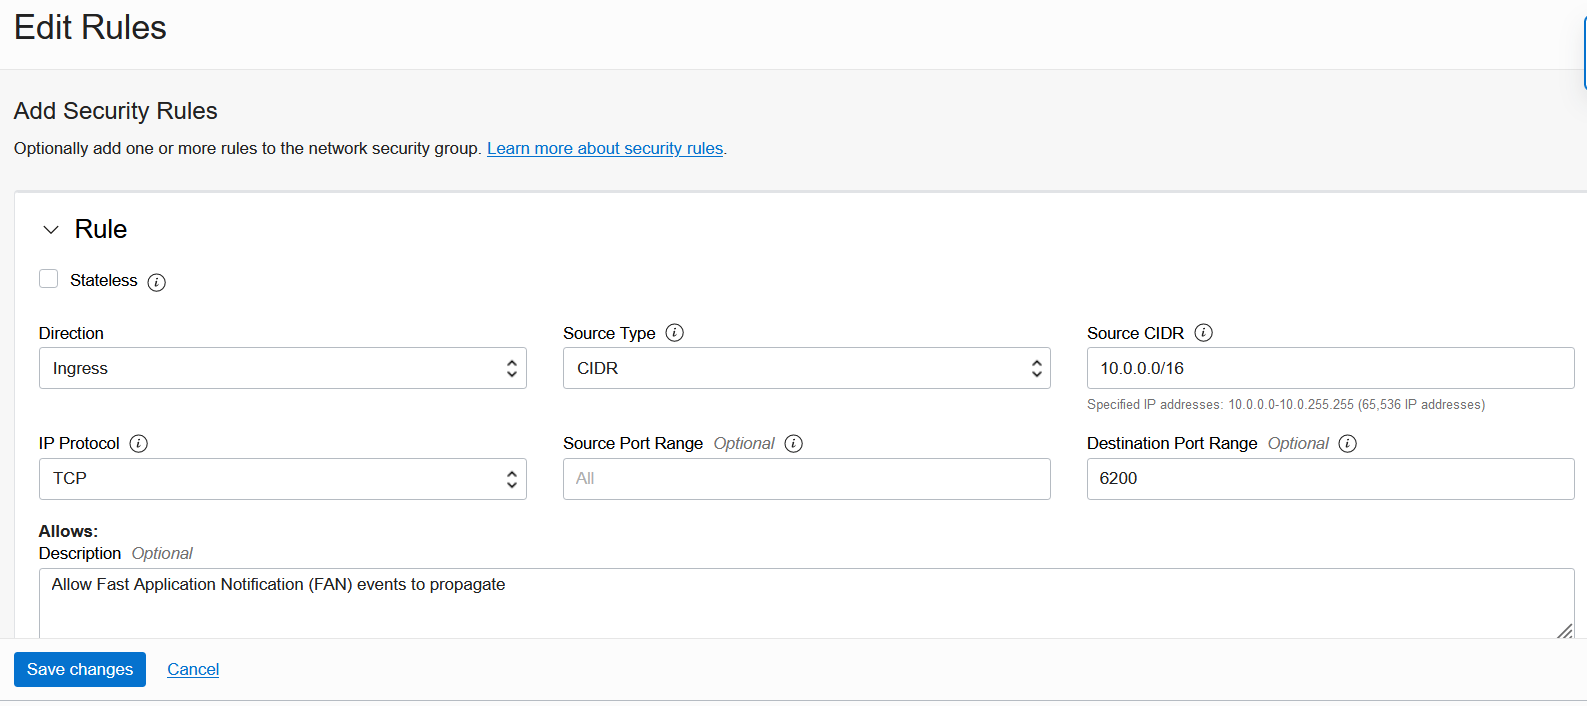 Edit Rules
Add Security Rules
Optionally add one or more rules to the network security group. Learn more about security rules.
Rule
Stateless
Direction
Source Type
Source CIDR
Ingress
CIDR
10.0.0.0/16
Specified IP addresses: 10.0.0.0-10.0.255.255 (65,536 IP addresses)
IP Protocol
Source Port Range Optional
Destination Port Range Optional
TCP
All
6200
Allows:
Description Optional
Allow Fast Application Notification (FAN) events to propagate
Save changes
Cancel